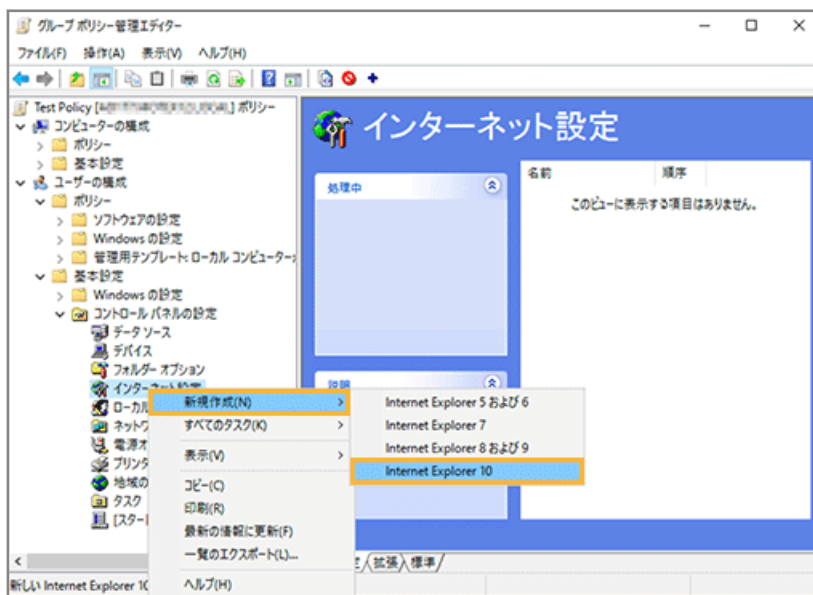 グループ ポリシー管理エディター
ファイル(F) 操作(A) 表示(V) ヘルプ(H)
Test Policy [ ] ポリシー
コンピューターの構成
ポリシー
基本設定
ユーザーの構成
ポリシー
ソフトウェアの設定
Windows の設定
管理用テンプレート: ローカル コンピューター
基本設定
Windows の設定
コントロール パネルの設定
データ ソース
デバイス
フォルダー オプション
インターネット設定
ローカル
ネットワ
電源オ
プリンタ
地域の
タスク
[スター
インターネット設定
処理中
説明
名前 順序
このビューに表示する項目はありません。
新規作成(N)
すべてのタスク(K)
表示(V)
コピー(C)
印刷(R)
最新の情報に更新(F)
一覧のエクスポート(L)...
ヘルプ(H)
Internet Explorer 5 および 6
Internet Explorer 7
Internet Explorer 8 および 9
Internet Explorer 10
拡張 標準
新しい Internet Explorer 10